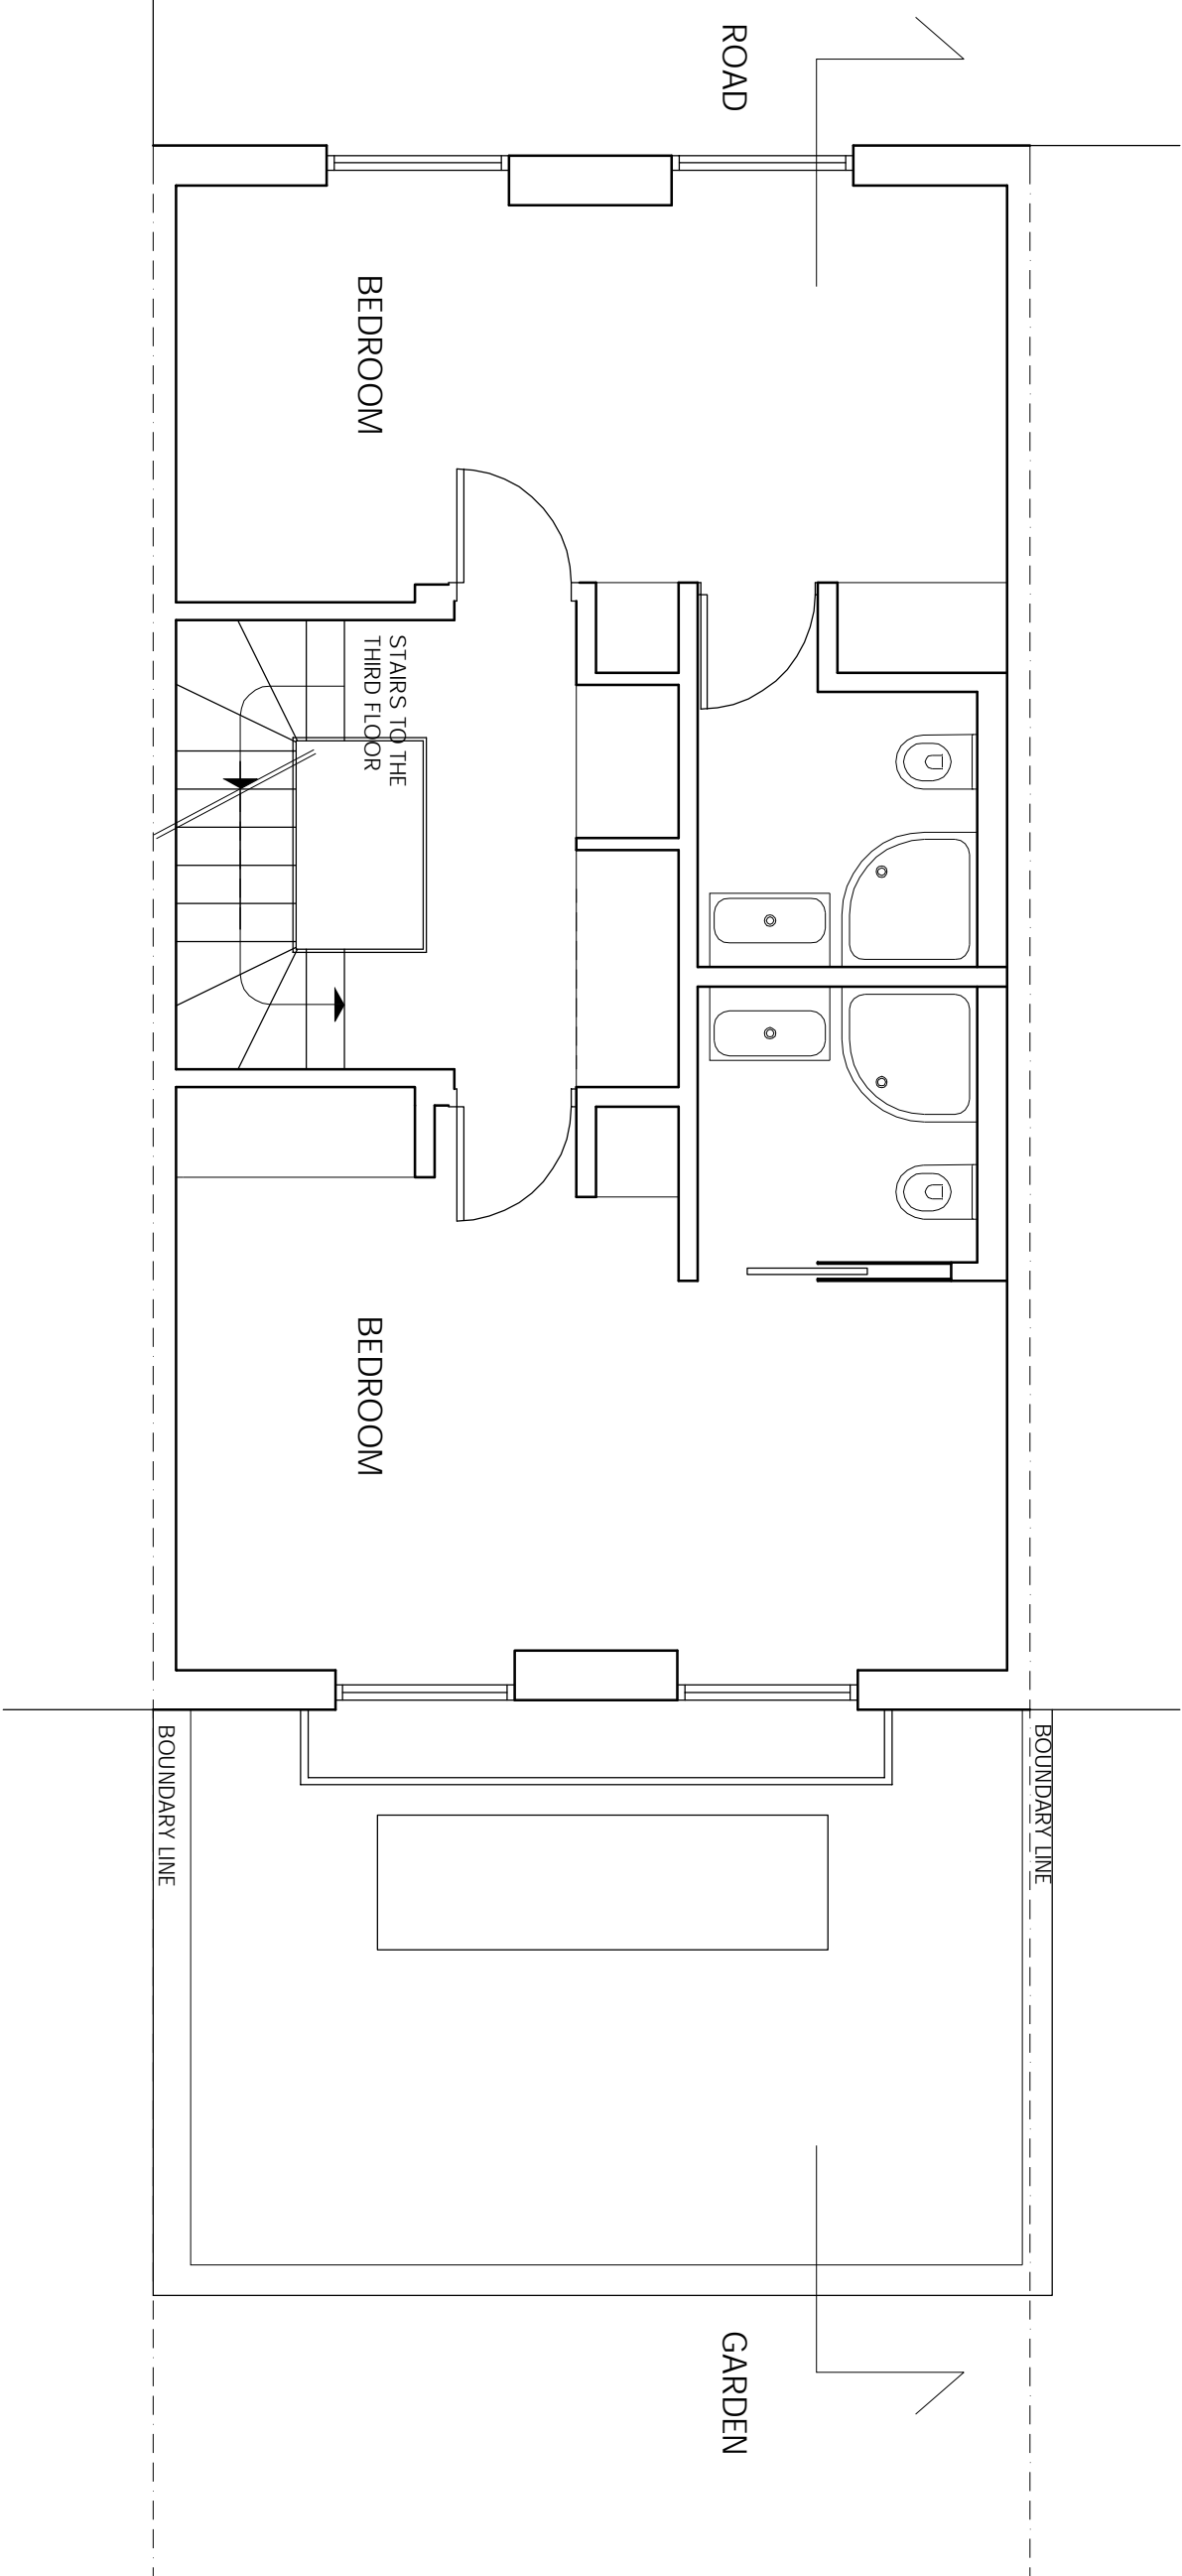 ROAD
BEDROOM
STAIRS TO THE
THIRD FLOOR
BEDROOM
BOUNDARY LINE
BOUNDARY LINE
GARDEN